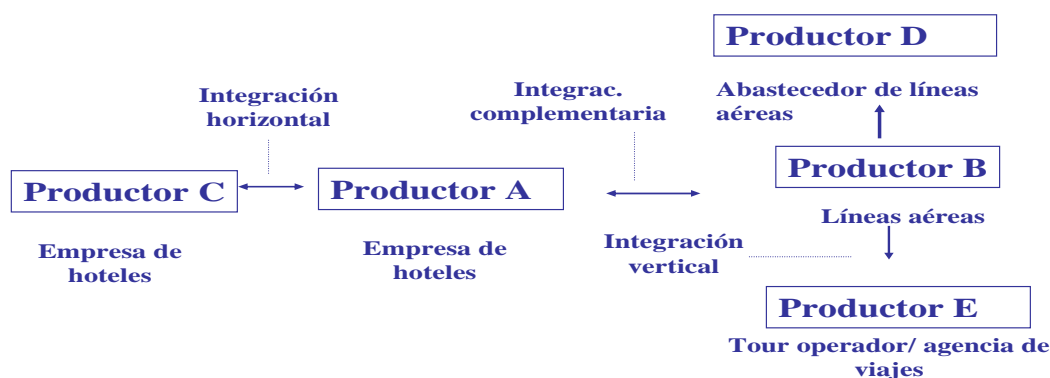 Productor D
Integración
horizontal
Integrac.
complementaria
Abastecedor de líneas
aéreas
Productor C
Productor A
Productor B
Empresa de
hoteles
Empresa de
hoteles
Líneas aéreas
Integración
vertical
Productor E
Tour operador/ agencia de
viajes